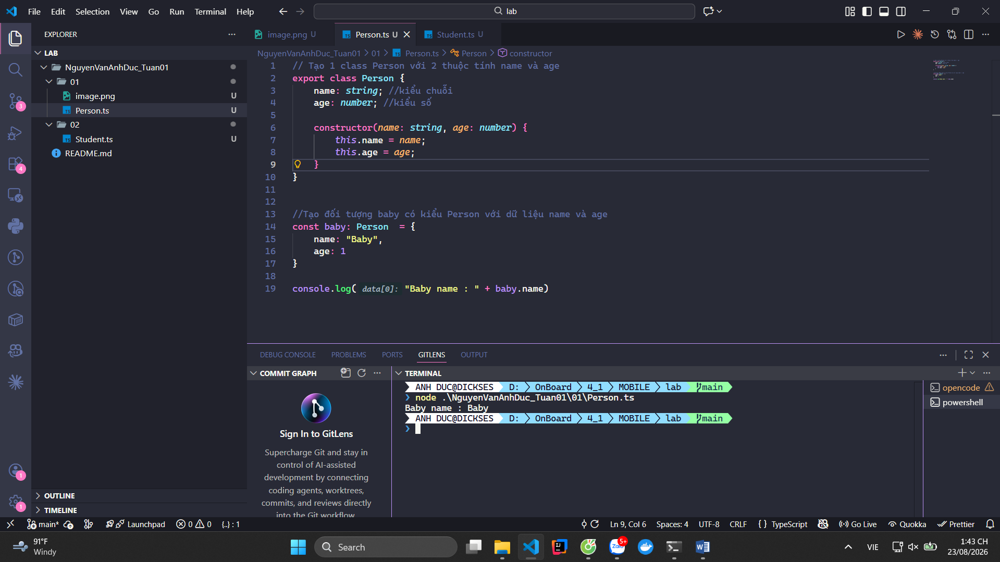 File Edit Selection View Go Run Terminal Help
lab
EXPLORER
LAB
NguyenVanAnhDuc_Tuan01
01
image.png U
Person.ts U
02
Student.ts U
README.md
OUTLINE
TIMELINE
3
4
1
1
image.png U
Person.ts U
Student.ts U
NguyenVanAnhDuc_Tuan01 > 01 > Person.ts > Person > constructor
1 // Tạo 1 class Person với 2 thuộc tính name và age
2 export class Person {
3 name: string; //kiểu chuỗi
4 age: number; //kiểu số
5
6 constructor(name: string, age: number) {
7 this.name = name;
8 this.age = age;
9 }
10 }
11
12
13 //Tạo đối tượng baby có kiểu Person với dữ liệu name và age
14 const baby: Person  = {
15 name: "Baby",
16 age: 1
17 }
18
19 console.log( data[0]: "Baby name : " + baby.name)
DEBUG CONSOLE PROBLEMS PORTS GITLENS OUTPUT
COMMIT GRAPH
Sign In to GitLens
Supercharge Git and stay in
control of AI-assisted
development by connecting
coding agents, worktrees,
commits, and reviews directly
into the Git workflow
TERMINAL
ANH DUC@DICKSES D: OnBoard 4_1 MOBILE lab main
❯ node .\NguyenVanAnhDuc_Tuan01\01\Person.ts
Baby name : Baby
ANH DUC@DICKSES D: OnBoard 4_1 MOBILE lab main
❯
opencode
powershell
main* Launchpad 0 0 {..} : 1
Ln 9, Col 6 Spaces: 4 UTF-8 CRLF { } TypeScript Go Live Quokka Prettier
91°F
Windy
Search
Zalo
5+
VIE
1:43 CH
23/08/2026